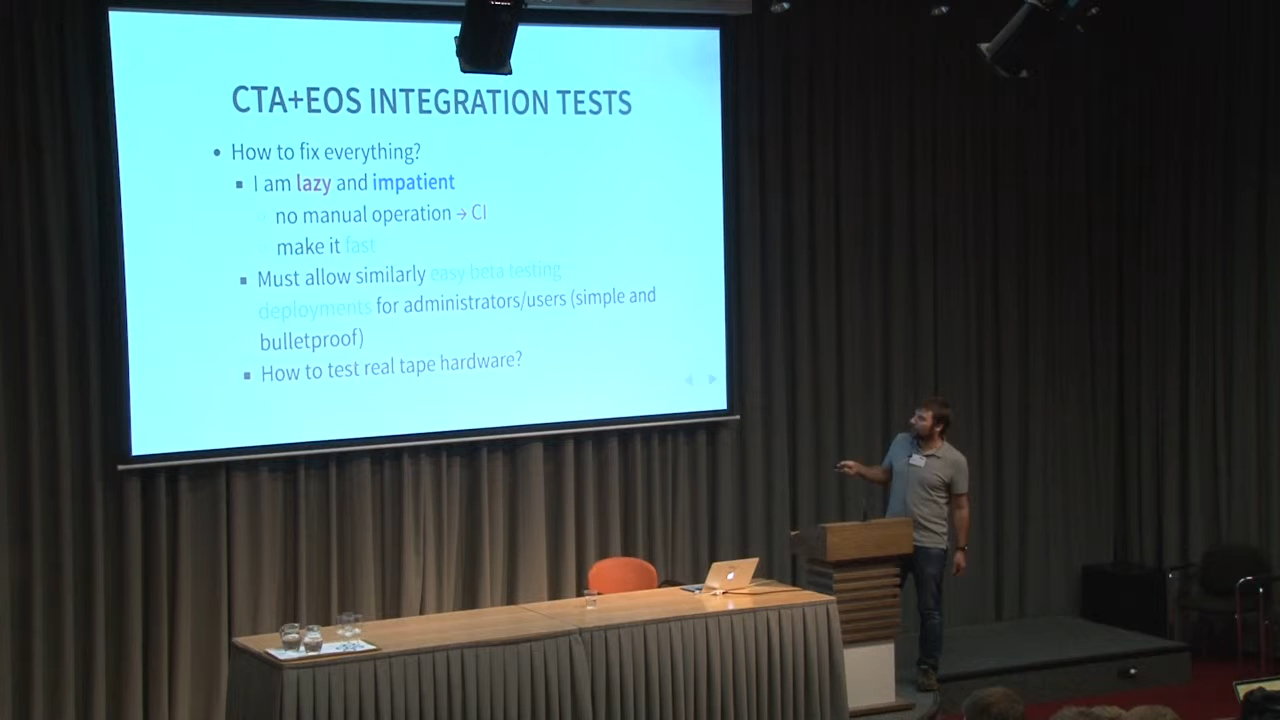 CTA+EOS INTEGRATION TESTS
• How to fix everything?
▪ I am lazy and impatient
no manual operation → CI
make it fast
▪ Must allow similarly easy beta testing
deployments for administrators/users (simple and
bulletproof)
▪ How to test real tape hardware?